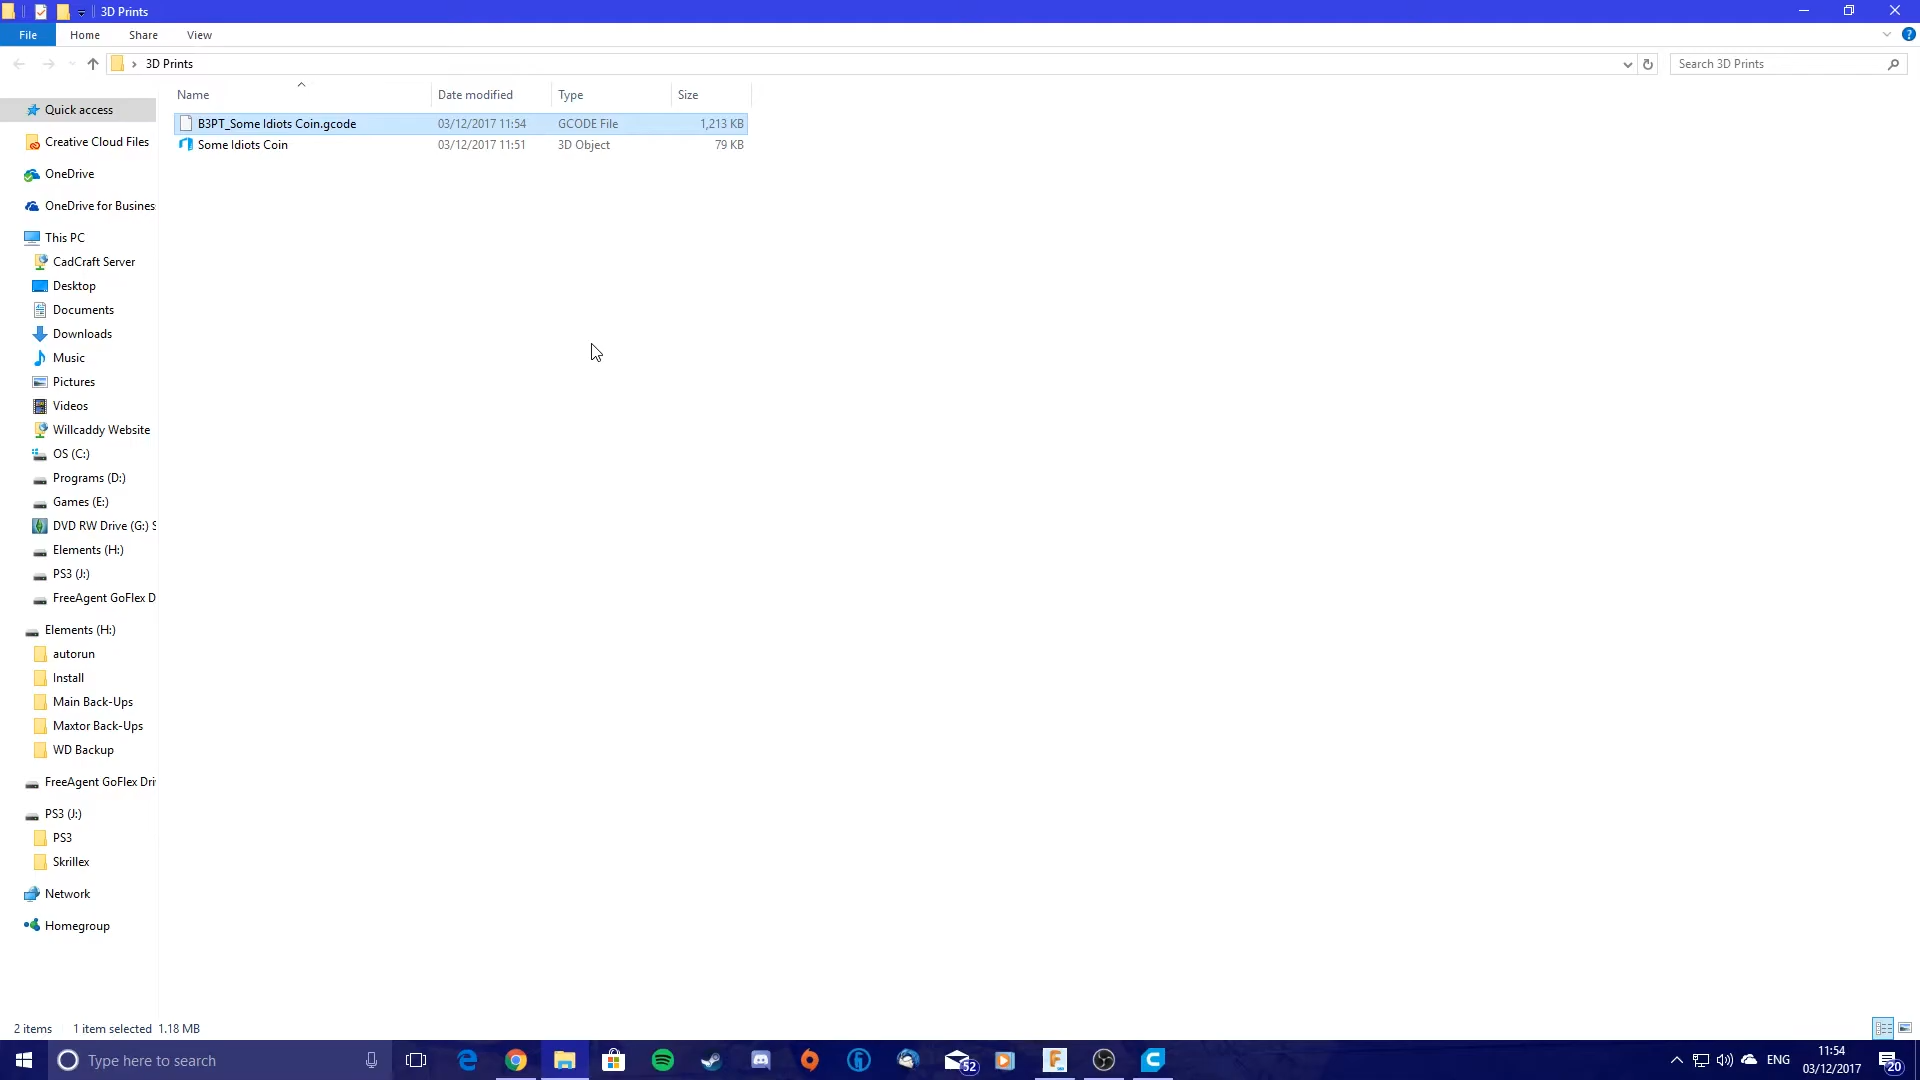 3D Prints
File
Home
Share
View
3D Prints
Search 3D Prints
Name
Date modified
Type
Size
B3PT_Some Idiots Coin.gcode
03/12/2017 11:54
GCODE File
1,213 KB
Some Idiots Coin
03/12/2017 11:51
3D Object
79 KB
Quick access
Creative Cloud Files
OneDrive
OneDrive for Busines
This PC
CadCraft Server
Desktop
Documents
Downloads
Music
Pictures
Videos
Willcaddy Website
OS (C:)
Programs (D:)
Games (E:)
DVD RW Drive (G:) S
Elements (H:)
PS3 (J:)
FreeAgent GoFlex D
Elements (H:)
autorun
Install
Main Back-Ups
Maxtor Back-Ups
WD Backup
FreeAgent GoFlex Dri
PS3 (J:)
PS3
Skrillex
Network
Homegroup
2 items
1 item selected 1.18 MB
Type here to search
52
ENG
11:54
03/12/2017
20